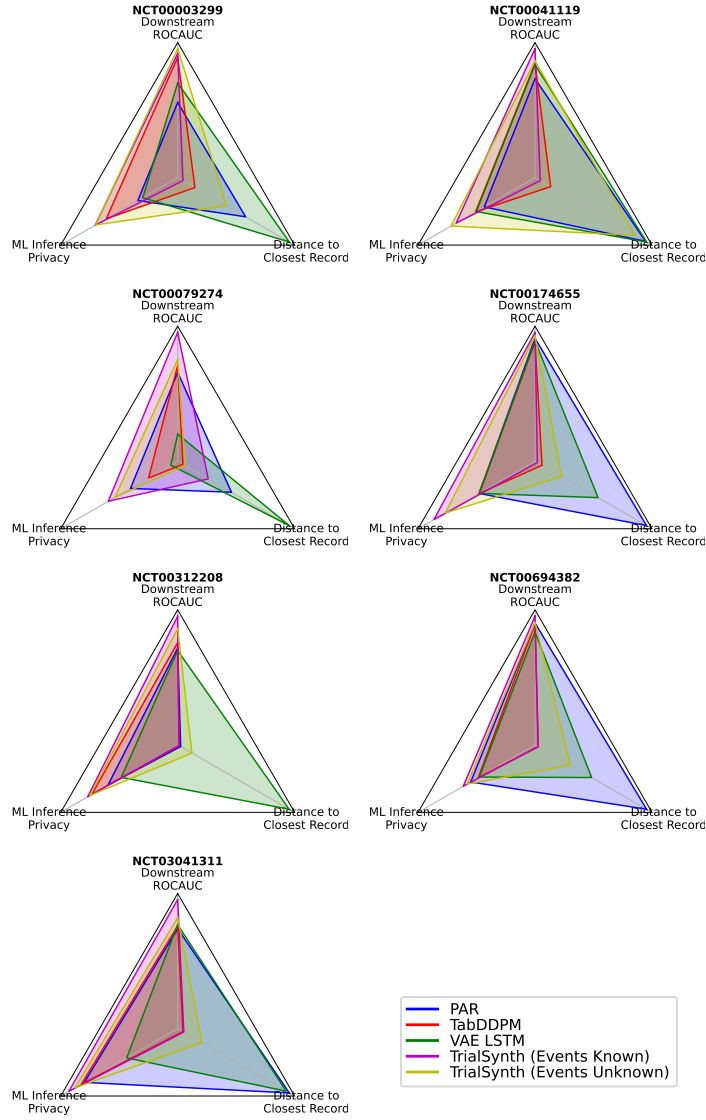 NCT00003299
Downstream
ROCAUC
ML Inference
Privacy
Distance to
Closest Record
NCT00041119
Downstream
ROCAUC
ML Inference
Privacy
Distance to
Closest Record
NCT00079274
Downstream
ROCAUC
ML Inference
Privacy
Distance to
Closest Record
NCT00174655
Downstream
ROCAUC
ML Inference
Privacy
Distance to
Closest Record
NCT00312208
Downstream
ROCAUC
ML Inference
Privacy
Distance to
Closest Record
NCT00694382
Downstream
ROCAUC
ML Inference
Privacy
Distance to
Closest Record
NCT03041311
Downstream
ROCAUC
ML Inference
Privacy
Distance to
Closest Record
PAR
TabDDPM
VAE LSTM
TrialSynth (Events Known)
TrialSynth (Events Unknown)